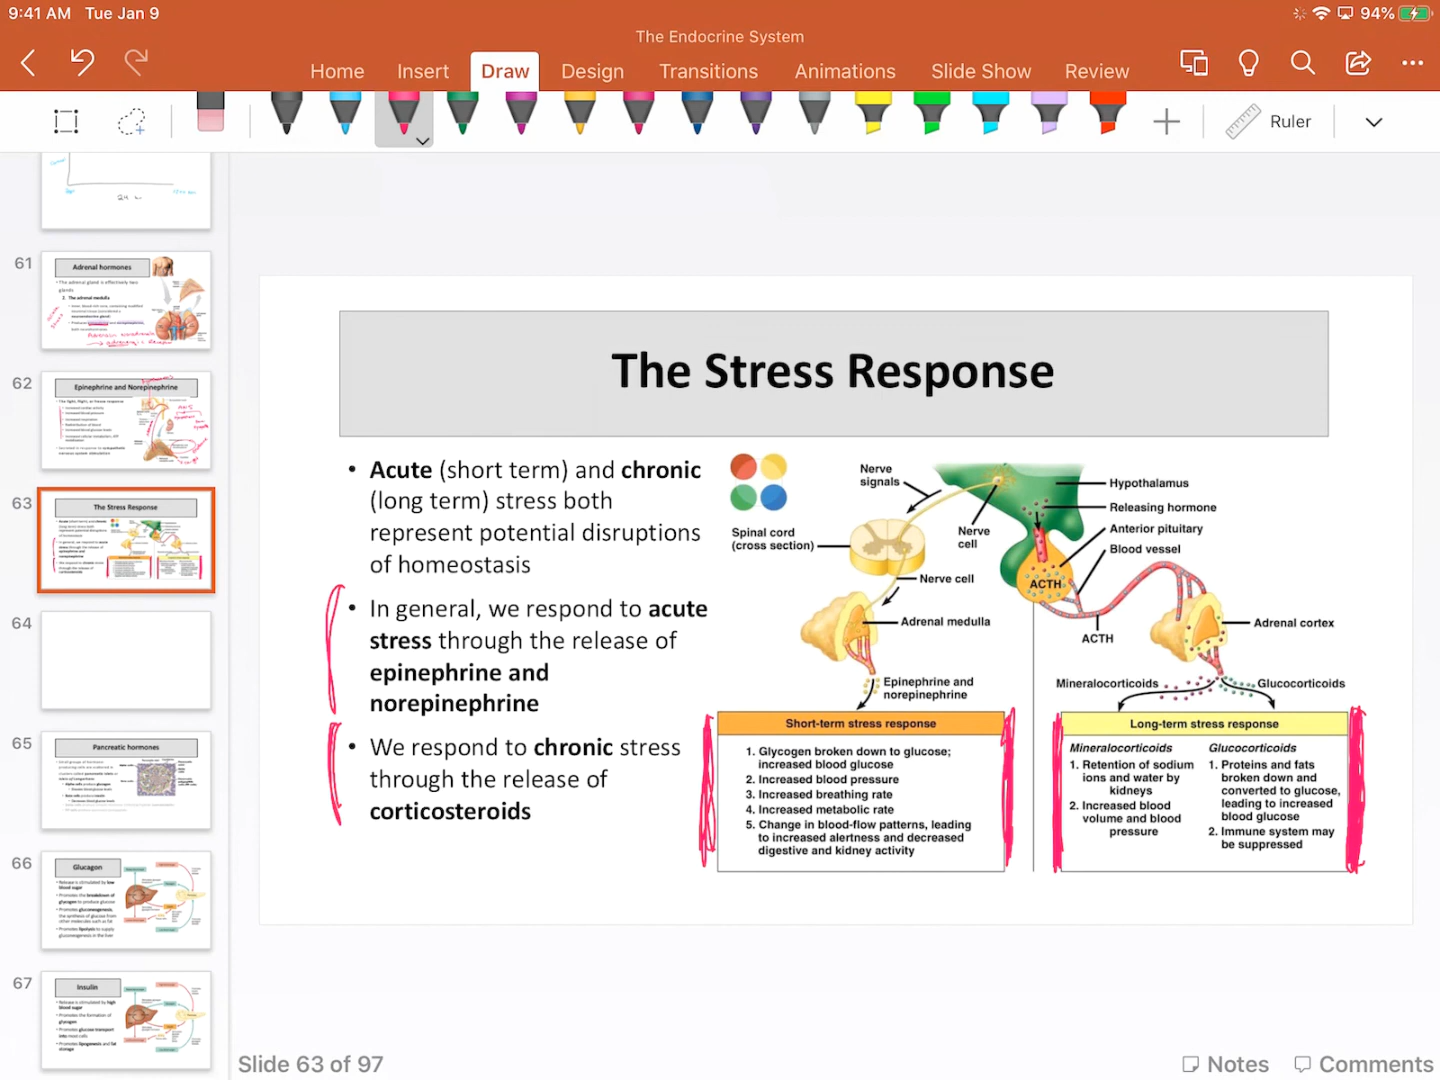 9:41 AM Tue Jan 9
94%
The Endocrine System
Home Insert Draw Design Transitions Animations Slide Show Review
Ruler
61
Adrenal hormones
62
Epinephrine and Norepinephrine
63
The Stress Response
64
65
Pancreatic hormones
66
Glucagon
67
Insulin
The Stress Response
• Acute (short term) and chronic
(long term) stress both
represent potential disruptions
of homeostasis
• In general, we respond to acute
stress through the release of
epinephrine and
norepinephrine
• We respond to chronic stress
through the release of
corticosteroids
Nerve
signals
Spinal cord
(cross section)
Nerve
cell
Nerve cell
Adrenal medulla
Epinephrine and
norepinephrine
Hypothalamus
Releasing hormone
Anterior pituitary
Blood vessel
ACTH
ACTH
Adrenal cortex
Mineralocorticoids
Glucocorticoids
Short-term stress response
1. Glycogen broken down to glucose;
increased blood glucose
2. Increased blood pressure
3. Increased breathing rate
4. Increased metabolic rate
5. Change in blood-flow patterns, leading
to increased alertness and decreased
digestive and kidney activity
Long-term stress response
Mineralocorticoids
1. Retention of sodium
ions and water by
kidneys
2. Increased blood
volume and blood
pressure
Glucocorticoids
1. Proteins and fats
broken down and
converted to glucose,
leading to increased
blood glucose
2. Immune system may
be suppressed
Slide 63 of 97
Notes Comments